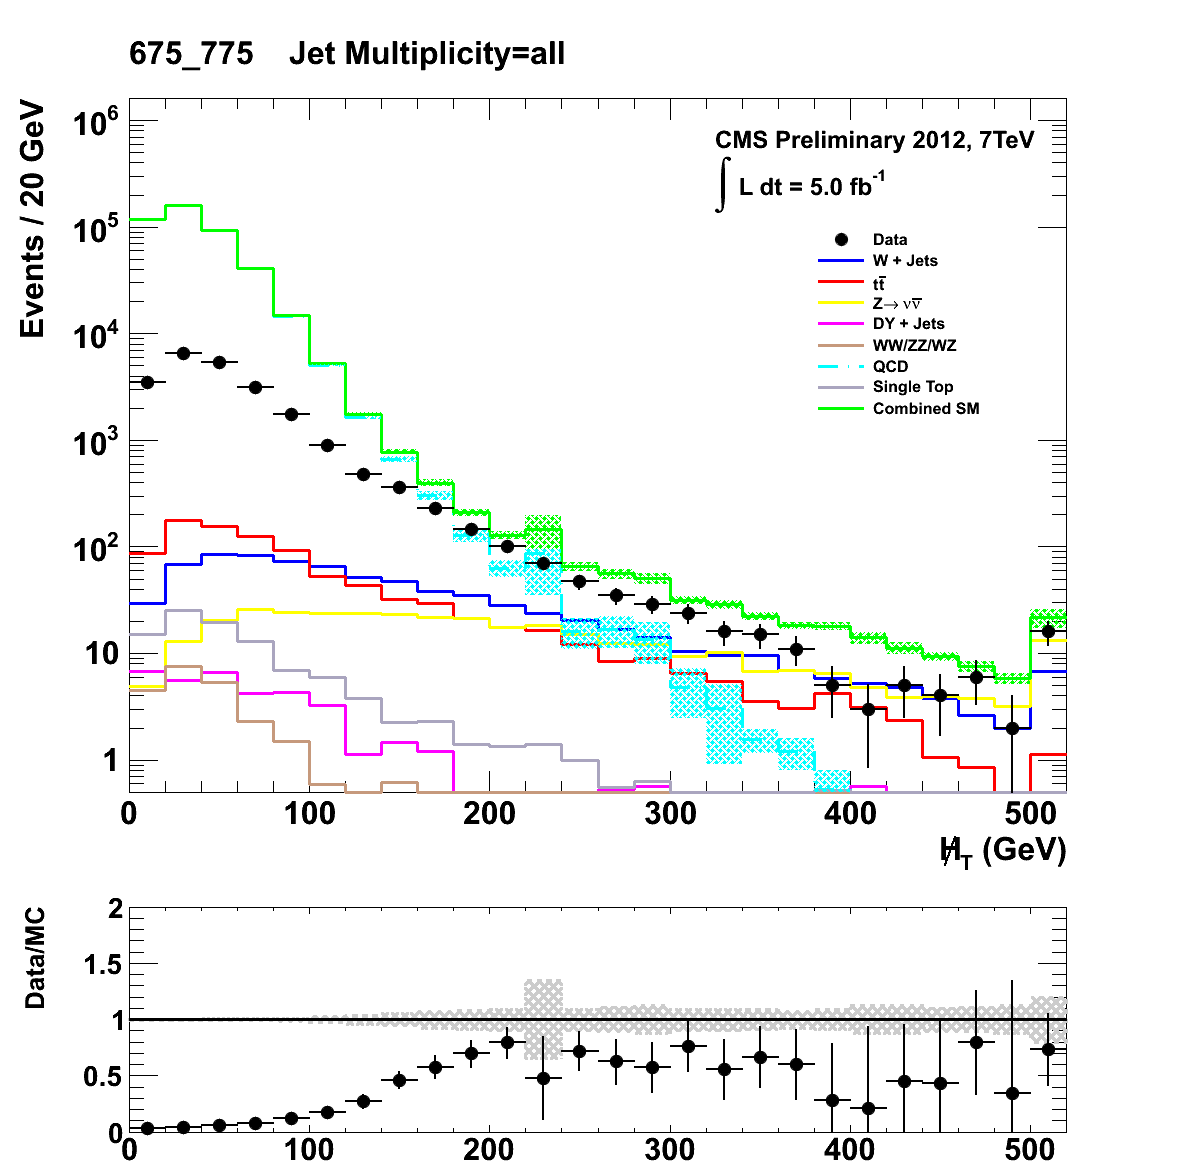 675_775 Jet Multiplicity=all
Events / 20 GeV
10^6
10^5
10^4
10^3
10^2
10
1
CMS Preliminary 2012, 7TeV
∫ L dt = 5.0 fb^-1
Data
W + Jets
tt̅
Z→ νν̅
DY + Jets
WW/ZZ/WZ
QCD
Single Top
Combined SM
0 100 200 300 400 500
H̸_T (GeV)
Data/MC
2
1.5
1
0.5
0
0 100 200 300 400 500